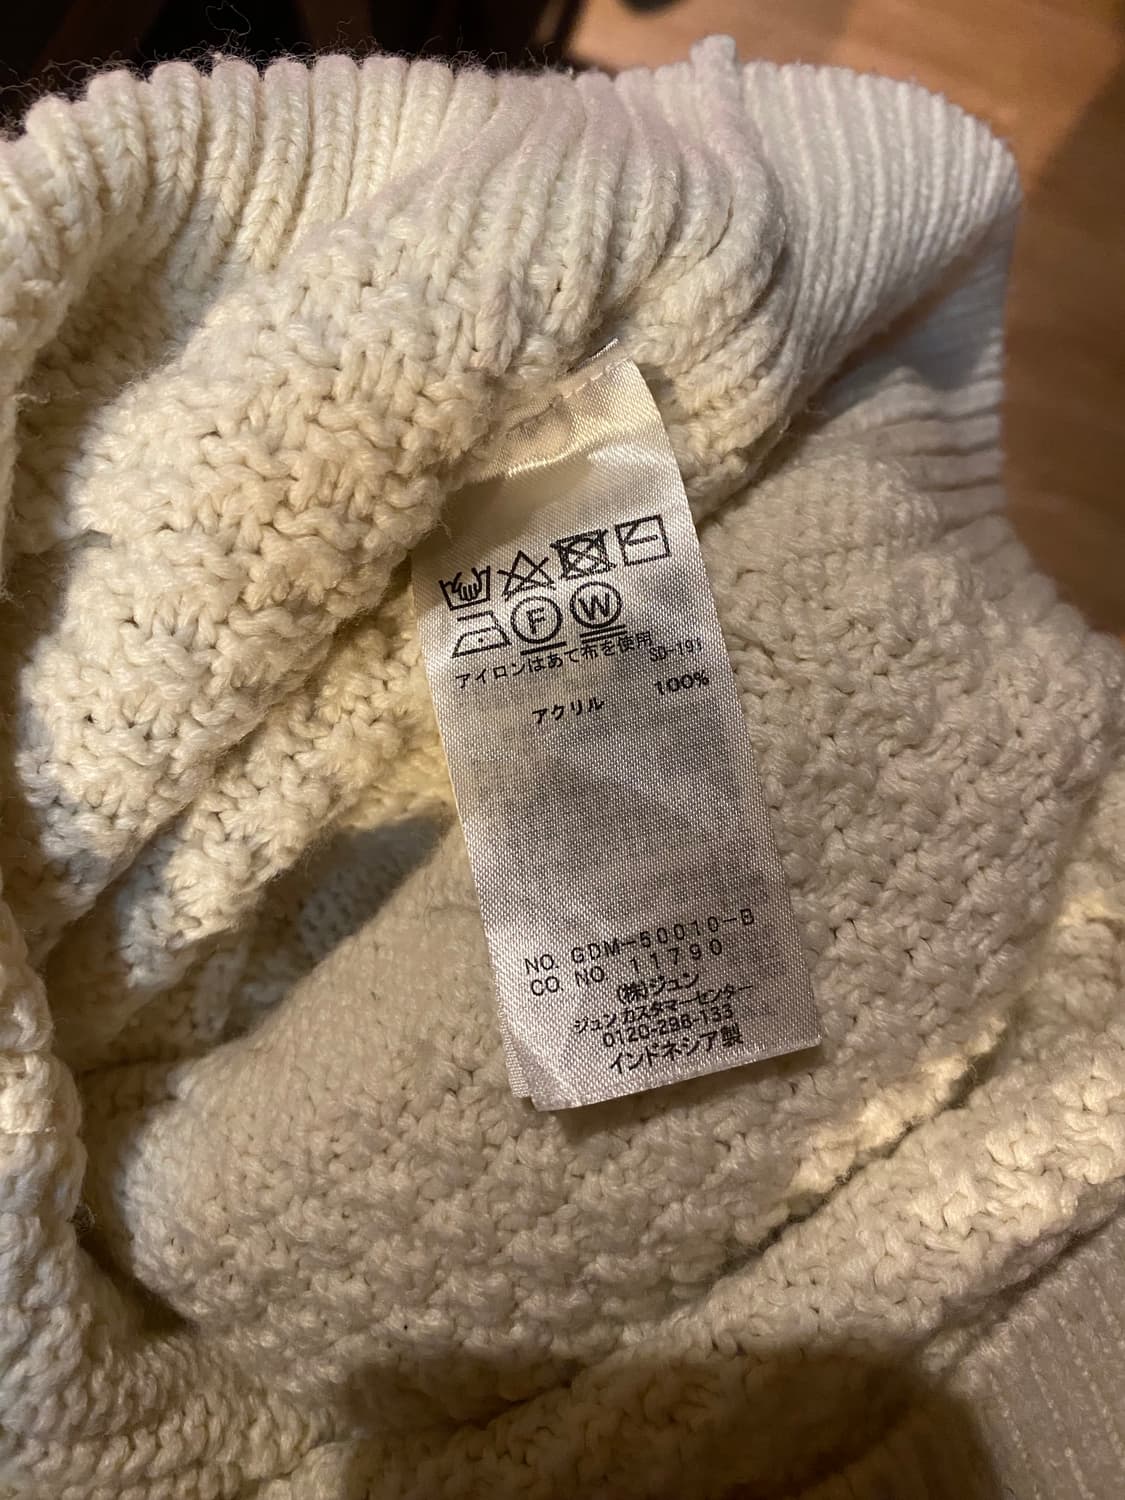 F W
アイロンはあて布を使用
SD-191
アクリル 100%
NO. GDM-50010-B
CO. NO. 11790
(株)ジュン
ジュンカスタマーセンター
0120-298-133
インドネシア製